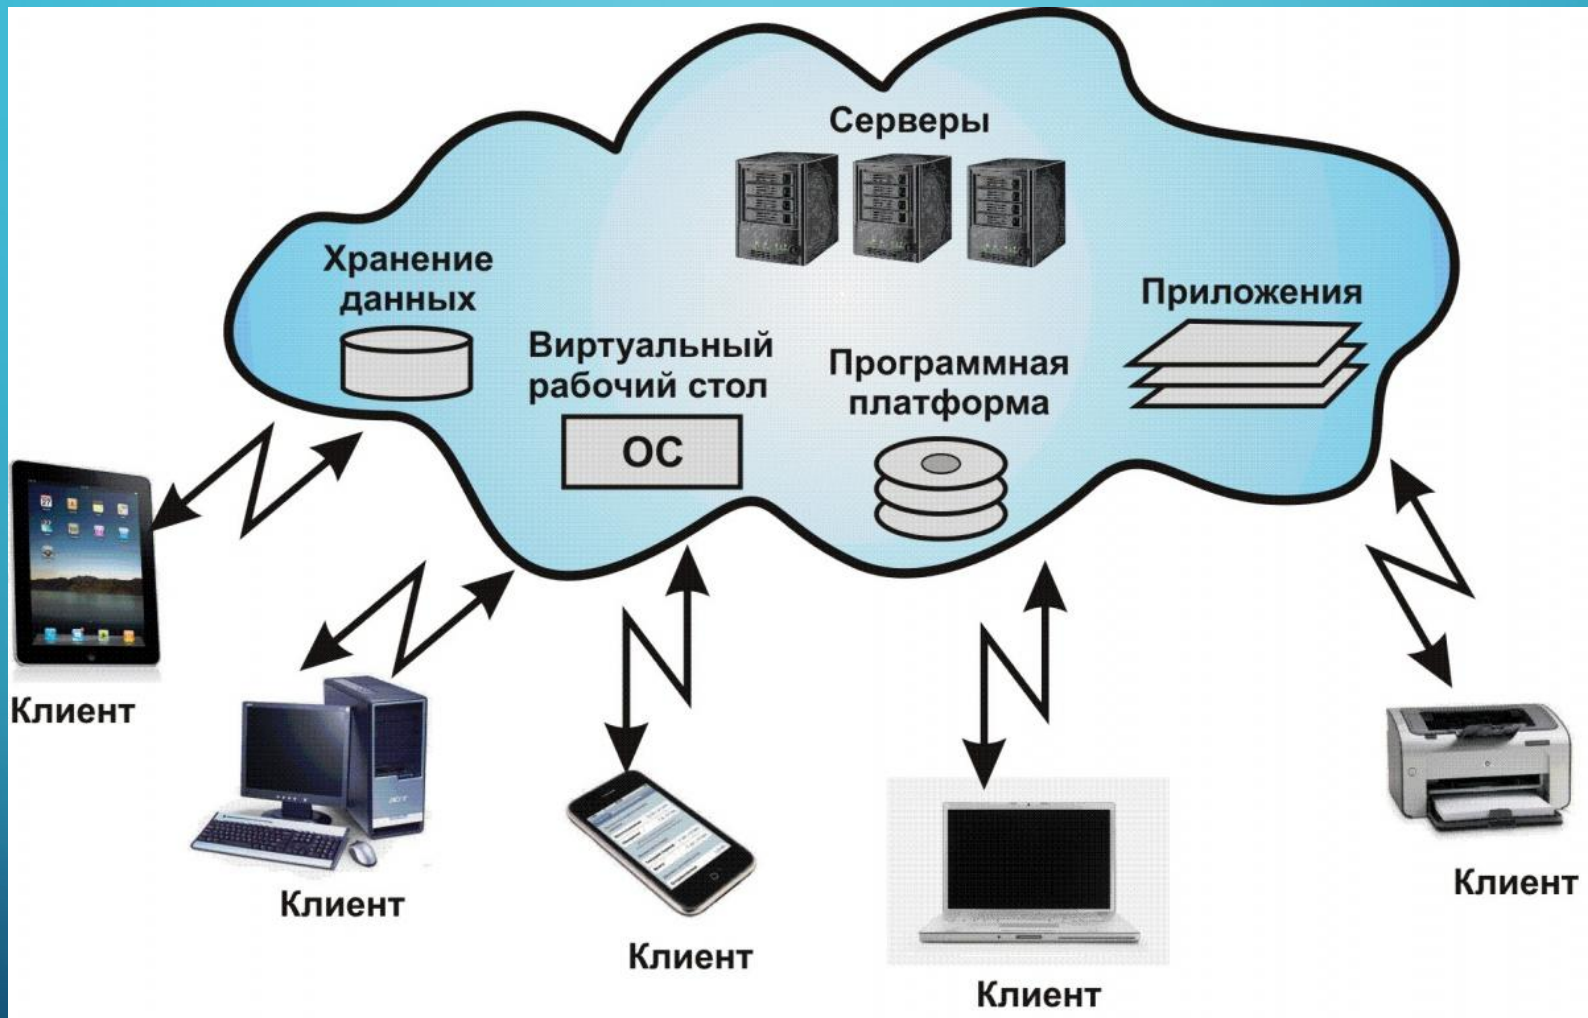 Серверы
Хранение
данных
Приложения
Виртуальный
рабочий стол
ОС
Программная
платформа
Клиент
Клиент
Клиент
Клиент
Клиент